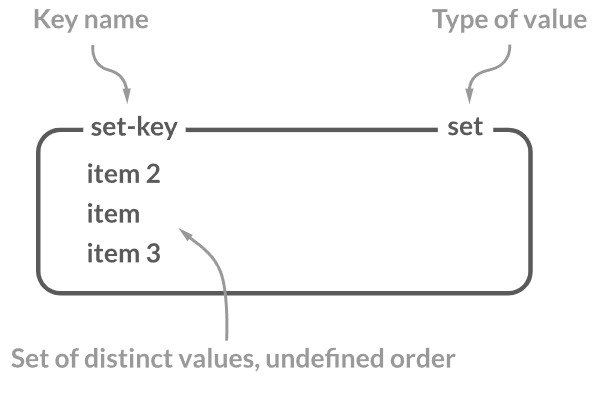 Key name
Type of value
set-key
set
item 2
item
item 3
Set of distinct values, undefined order